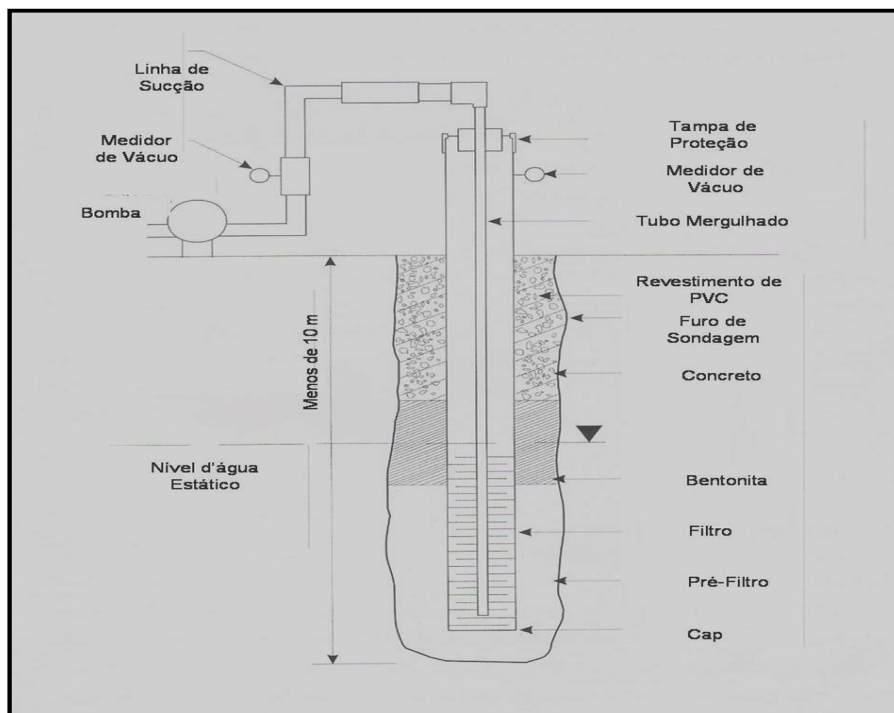 Linha de
Sucção
Medidor
de Vácuo
Bomba
Tampa de
Proteção
Medidor de
Vácuo
Tubo Mergulhado
Revestimento de
PVC
Furo de
Sondagem
Concreto
Menos de 10 m
Nível d'água
Estático
Bentonita
Filtro
Pré-Filtro
Cap